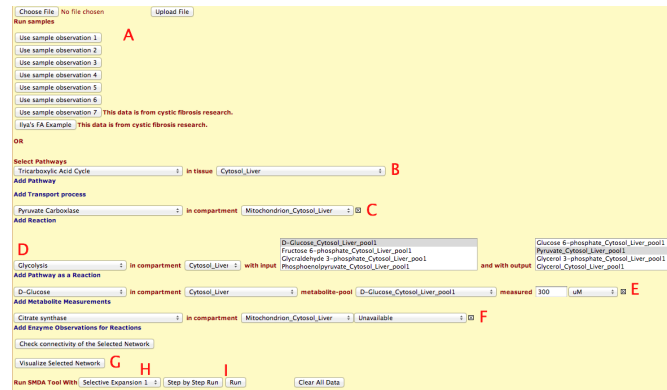 Choose File No file chosen Upload File
Run samples
A
Use sample observation 1
Use sample observation 2
Use sample observation 3
Use sample observation 4
Use sample observation 5
Use sample observation 6
Use sample observation 7 This data is from cystic fibrosis research.
Ilya's FA Example This data is from cystic fibrosis research.
OR
Select Pathways
Tricarboxylic Acid Cycle in tissue Cytosol_Liver B
Add Pathway
Add Transport process
Pyruvate Carboxlase in compartment Mitochondrion_Cytosol_Liver C
Add Reaction
D
D-Glucose_Cytosol_Liver_pool1
Fructose 6-phosphate_Cytosol_Liver_pool1
Glycraldehyde 3-phosphate_Cytosol_Liver_pool1
Phosphoenolpyruvate_Cytosol_Liver_pool1
Glucose 6-phosphate_Cytosol_Liver_pool1
Pyruvate_Cytosol_Liver_pool1
Glycerol 3-phosphate_Cytosol_Liver_pool1
Glycerol_Cytosol_Liver_pool1
Glycolysis in compartment Cytosol_Liver with input and with output
Add Pathway as a Reaction
D-Glucose in compartment Cytosol_Liver metabolite-pool D-Glucose_Cytosol_Liver_pool1 measured 300 uM E
Add Metabolite Measurements
Citrate synthase in compartment Mitochondrion_Cytosol_Liver Unavailable F
Add Enzyme Observations for Reactions
Check connectivity of the Selected Network
Visualize Selected Network G
H I
Run SMDA Tool With Selective Expansion 1 Step by Step Run Run Clear All Data